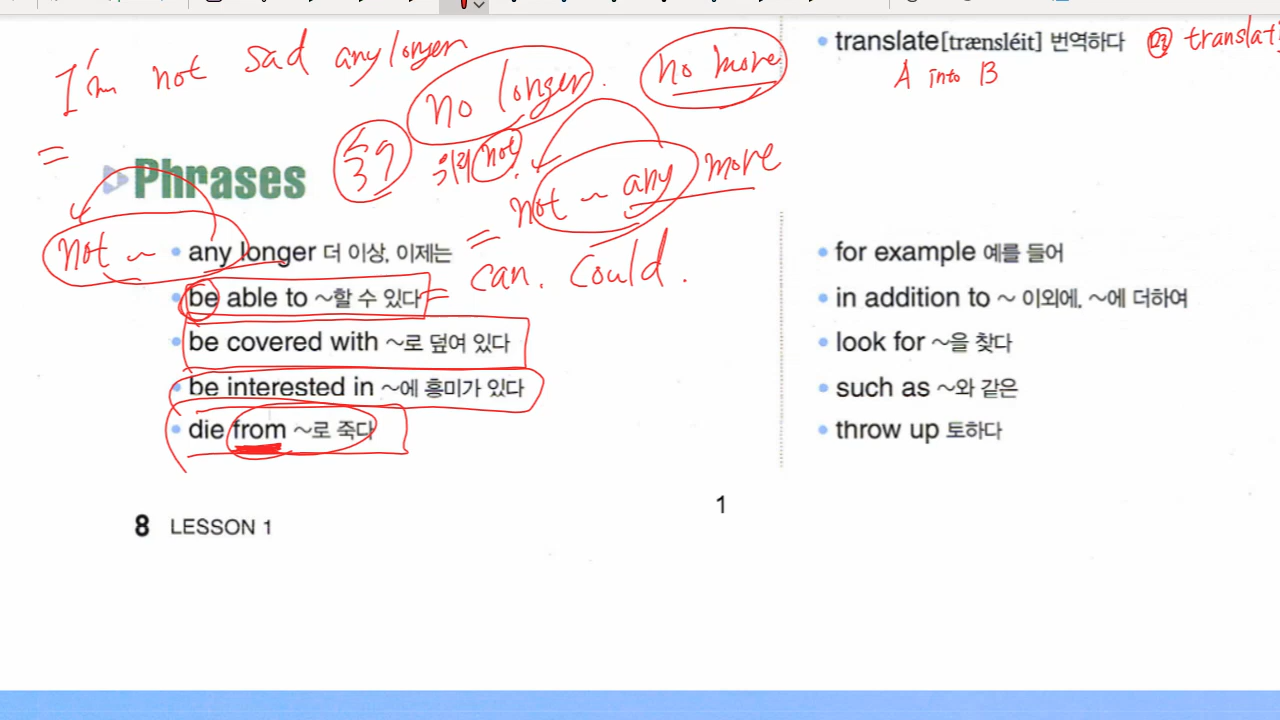 I'm not sad any longer
no longer. no more
translate[trænsléit] 번역하다 translati
A into B
=
Phrases
위치 not.
= not ~ any more
not ~ any longer 더 이상, 이제는
be able to ~할 수 있다 = can. could.
be covered with ~로 덮여 있다
be interested in ~에 흥미가 있다
die from ~로 죽다
for example 예를 들어
in addition to ~ 이외에, ~에 더하여
look for ~을 찾다
such as ~와 같은
throw up 토하다
1
8 LESSON 1